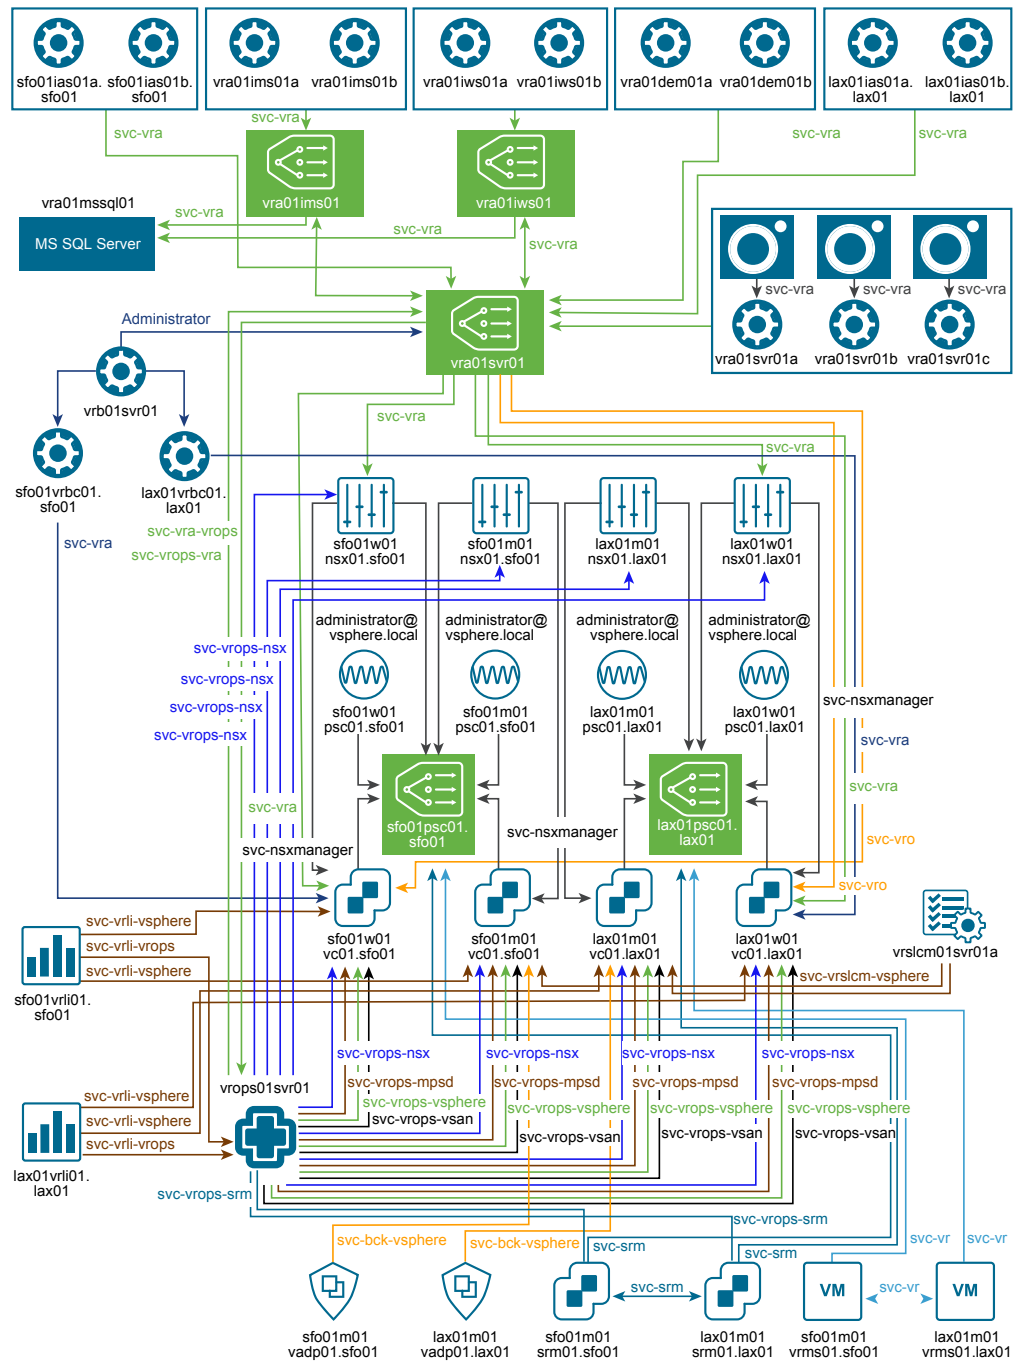 sfo01ias01a.
sfo01
sfo01ias01b.
sfo01
vra01ims01a
vra01ims01b
vra01iws01a
vra01iws01b
vra01dem01a
vra01dem01b
lax01ias01a.
lax01
lax01ias01b.
lax01
svc-vra
svc-vra
svc-vra
svc-vra
vra01ims01
vra01iws01
vra01mssql01
MS SQL Server
svc-vra
svc-vra
svc-vra
svc-vra
svc-vra
svc-vra
vra01svr01a
vra01svr01b
vra01svr01c
Administrator
vra01svr01
vrb01svr01
svc-vra
svc-vra
sfo01vrbc01.
sfo01
lax01vrbc01.
lax01
svc-vra
svc-vra-vrops
svc-vrops-vra
sfo01w01
nsx01.sfo01
sfo01m01
nsx01.sfo01
lax01m01
nsx01.lax01
lax01w01
nsx01.lax01
administrator@
vsphere.local
administrator@
vsphere.local
administrator@
vsphere.local
administrator@
vsphere.local
svc-vrops-nsx
svc-vrops-nsx
svc-vrops-nsx
svc-vrops-nsx
sfo01w01
psc01.sfo01
sfo01m01
psc01.sfo01
lax01m01
psc01.lax01
lax01w01
psc01.lax01
svc-nsxmanager
svc-vra
svc-vra
svc-vra
sfo01psc01.
sfo01
lax01psc01.
lax01
svc-nsxmanager
svc-nsxmanager
svc-vro
svc-vro
svc-vrli-vsphere
svc-vrli-vrops
svc-vrli-vsphere
sfo01vrli01.
sfo01
sfo01w01
vc01.sfo01
sfo01m01
vc01.sfo01
lax01m01
vc01.lax01
lax01w01
vc01.lax01
vrslcm01svr01a
svc-vrslcm-vsphere
svc-vrops-nsx
svc-vrops-nsx
svc-vrops-nsx
svc-vrops-nsx
vrops01svr01
svc-vrops-mpsd
svc-vrops-mpsd
svc-vrops-mpsd
svc-vrops-mpsd
svc-vrli-vsphere
svc-vrli-vsphere
svc-vrli-vrops
svc-vrops-vsphere
svc-vrops-vsphere
svc-vrops-vsphere
svc-vrops-vsphere
svc-vrops-vsan
svc-vrops-vsan
svc-vrops-vsan
svc-vrops-vsan
lax01vrli01.
lax01
svc-vrops-srm
svc-vrops-srm
svc-bck-vsphere
svc-bck-vsphere
svc-srm
svc-srm
svc-vr
svc-vr
svc-srm
VM
svc-vr
VM
sfo01m01
vadp01.sfo01
lax01m01
vadp01.lax01
sfo01m01
srm01.sfo01
lax01m01
srm01.lax01
sfo01m01
vrms01.sfo01
lax01m01
vrms01.lax01